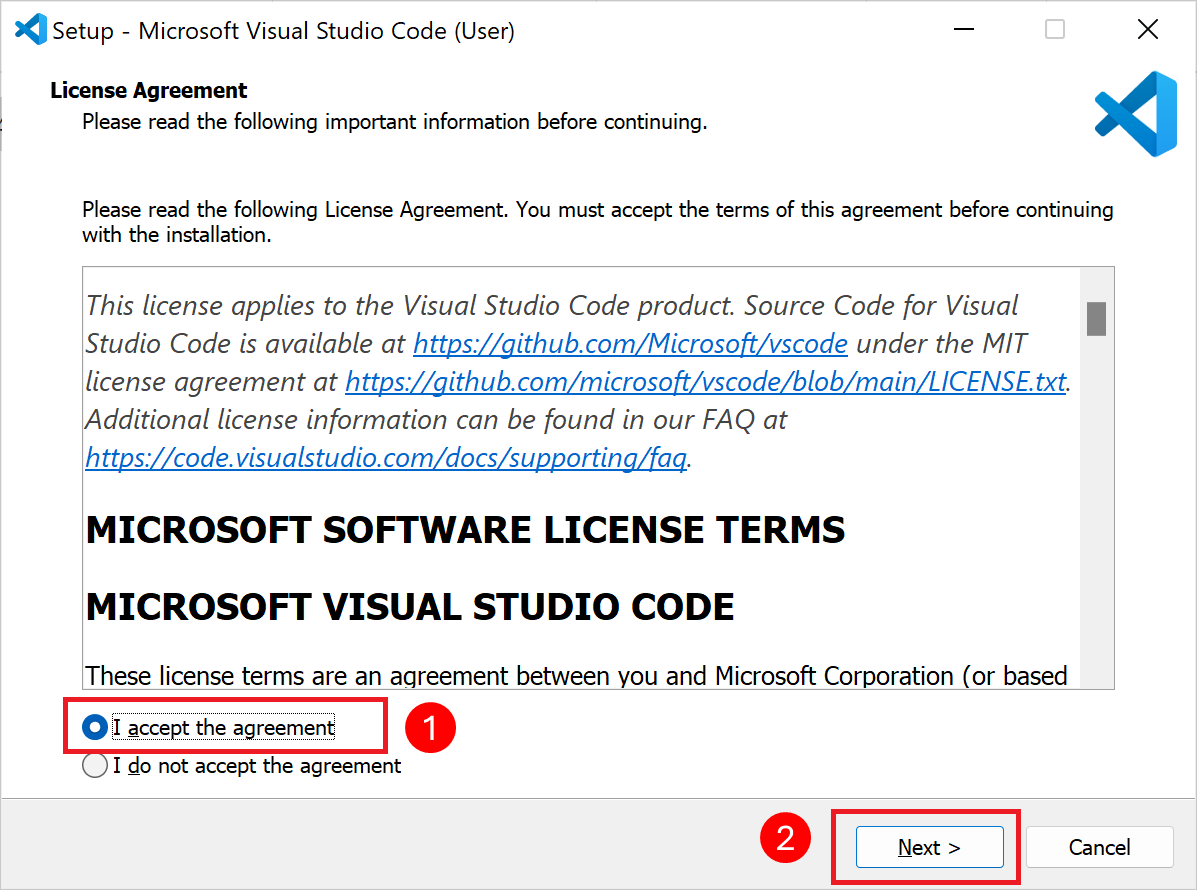 Setup - Microsoft Visual Studio Code (User)
License Agreement
Please read the following important information before continuing.
Please read the following License Agreement. You must accept the terms of this agreement before continuing
with the installation.
This license applies to the Visual Studio Code product. Source Code for Visual
Studio Code is available at https://github.com/Microsoft/vscode under the MIT
license agreement at https://github.com/microsoft/vscode/blob/main/LICENSE.txt.
Additional license information can be found in our FAQ at
https://code.visualstudio.com/docs/supporting/faq.
MICROSOFT SOFTWARE LICENSE TERMS
MICROSOFT VISUAL STUDIO CODE
These license terms are an agreement between you and Microsoft Corporation (or based
I accept the agreement 1
I do not accept the agreement
2 Next > Cancel